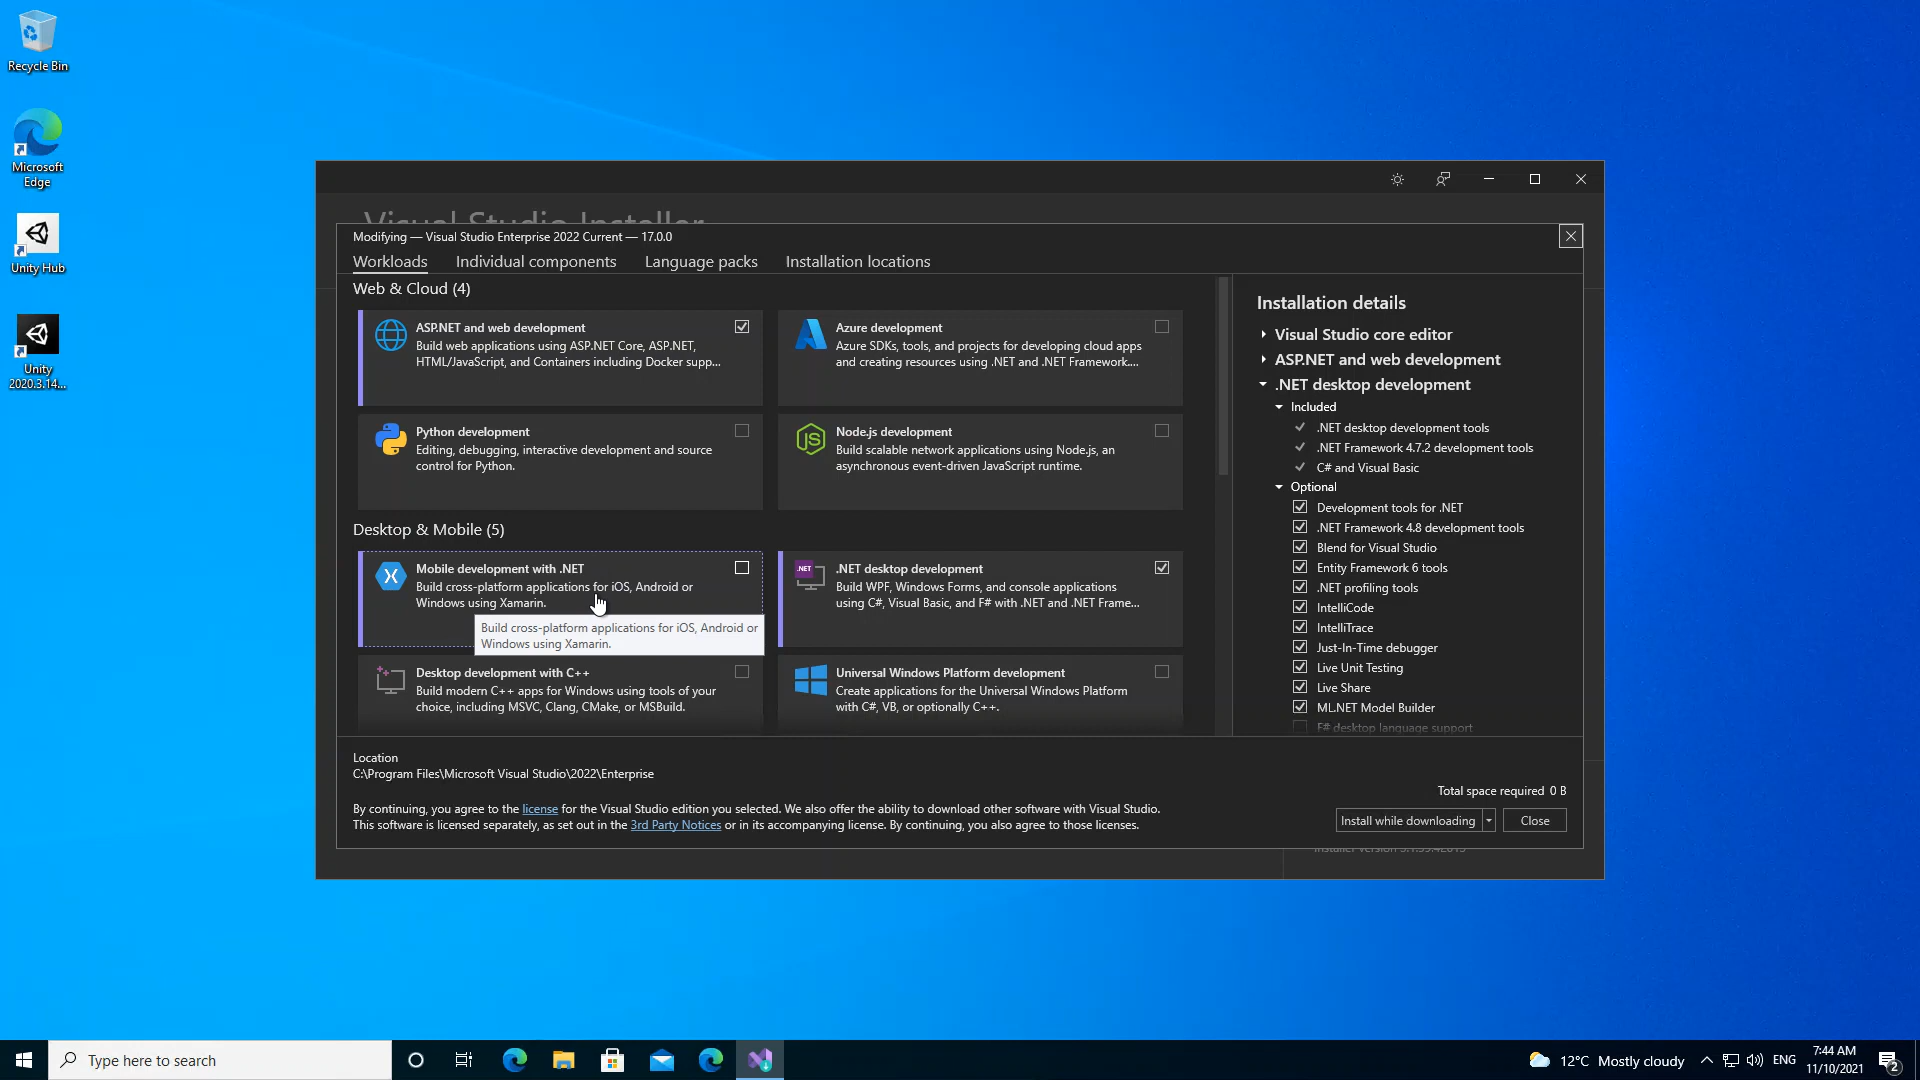 Recycle Bin
Microsoft
Edge
Unity Hub
Unity
2020.3.14...
Visual Studio Installer
Modifying — Visual Studio Enterprise 2022 Current — 17.0.0
Workloads
Individual components
Language packs
Installation locations
Web & Cloud (4)
ASP.NET and web development
Build web applications using ASP.NET Core, ASP.NET,
HTML/JavaScript, and Containers including Docker supp...
Azure development
Azure SDKs, tools, and projects for developing cloud apps
and creating resources using .NET and .NET Framework....
Python development
Editing, debugging, interactive development and source
control for Python.
Node.js development
Build scalable network applications using Node.js, an
asynchronous event-driven JavaScript runtime.
Desktop & Mobile (5)
Mobile development with .NET
Build cross-platform applications for iOS, Android or
Windows using Xamarin.
Build cross-platform applications for iOS, Android or
Windows using Xamarin.
.NET desktop development
Build WPF, Windows Forms, and console applications
using C#, Visual Basic, and F# with .NET and .NET Frame...
Desktop development with C++
Build modern C++ apps for Windows using tools of your
choice, including MSVC, Clang, CMake, or MSBuild.
Universal Windows Platform development
Create applications for the Universal Windows Platform
with C#, VB, or optionally C++.
Installation details
Visual Studio core editor
ASP.NET and web development
.NET desktop development
Included
.NET desktop development tools
.NET Framework 4.7.2 development tools
C# and Visual Basic
Optional
Development tools for .NET
.NET Framework 4.8 development tools
Blend for Visual Studio
Entity Framework 6 tools
.NET profiling tools
IntelliCode
IntelliTrace
Just-In-Time debugger
Live Unit Testing
Live Share
ML.NET Model Builder
F# desktop language support
Location
C:\Program Files\Microsoft Visual Studio\2022\Enterprise
By continuing, you agree to the license for the Visual Studio edition you selected. We also offer the ability to download other software with Visual Studio.
This software is licensed separately, as set out in the 3rd Party Notices or in its accompanying license. By continuing, you also agree to those licenses.
Total space required 0 B
Install while downloading
Close
Installer version
Type here to search
12°C Mostly cloudy
ENG
7:44 AM
11/10/2021
2